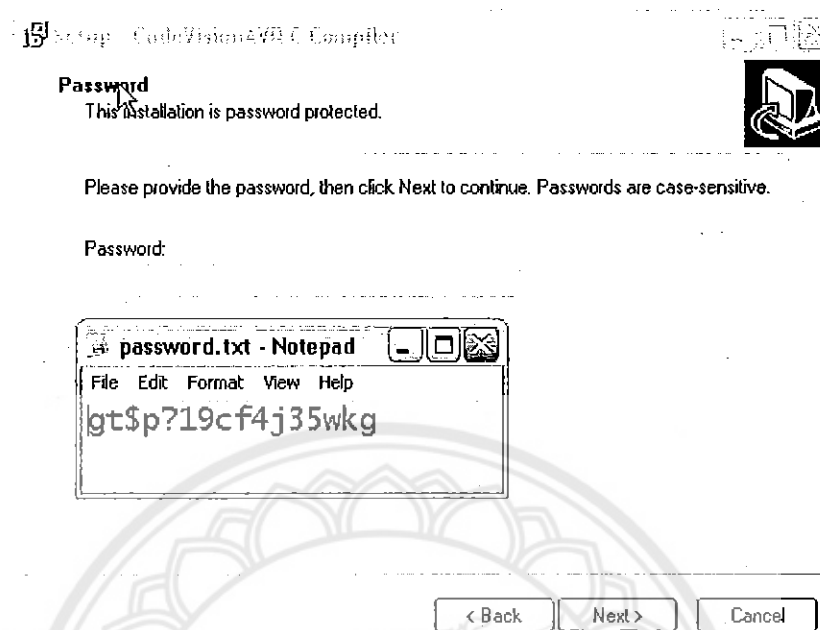 Setup - CodeVisionAVR C Compiler
Password
This installation is password protected.
Please provide the password, then click Next to continue. Passwords are case-sensitive.
Password:
password.txt - Notepad
File Edit Format View Help
gt$p?19cf4j35wkg
< Back Next > Cancel